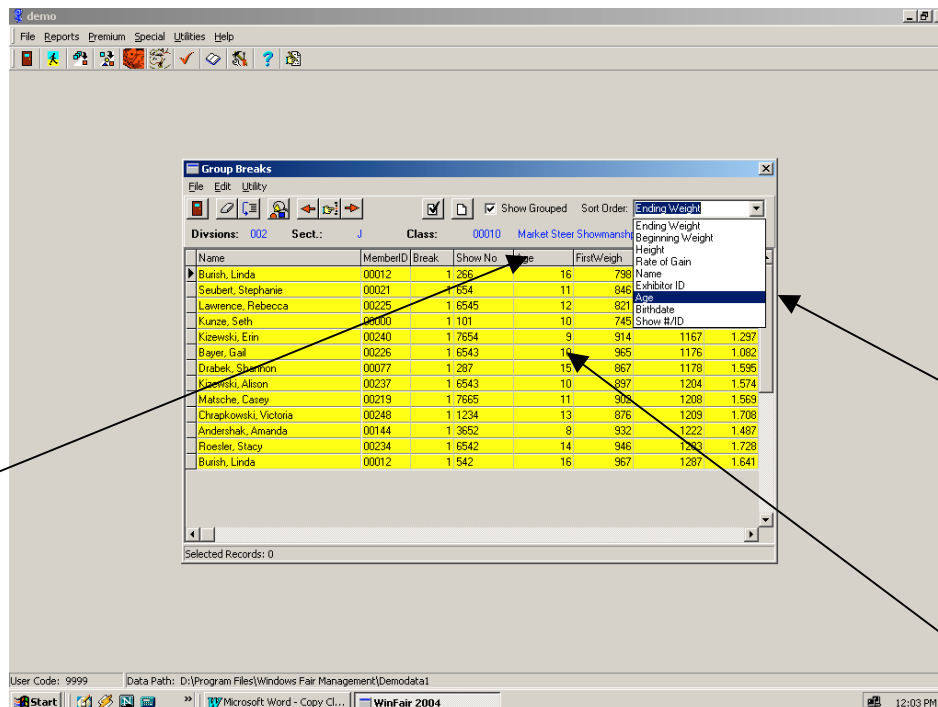 demo
File Reports Premium Special Utilities Help
Group Breaks
File Edit Utility
Show Grouped Sort Order: Ending Weight
Divsions: 002 Sect.: J Class: 00010 Market Steer Showmanshp
Ending Weight
Beginning Weight
Height
Rate of Gain
Name
Exhibitor ID
Age
Birthdate
Show #/ID
Name MemberID Break Show No Age FirstWeigh
Burish, Linda 00012 1 266 16 798
Seubert, Stephanie 00021 1 654 11 846
Lawrence, Rebecca 00225 1 6545 12 821
Kunze, Seth 00000 1 101 10 745
Kizewski, Erin 00240 1 7654 9 914 1167 1.297
Bayer, Gail 00226 1 6543 10 965 1176 1.082
Drabek, Shannon 00077 1 287 15 867 1178 1.595
Kizewski, Alison 00237 1 6543 10 897 1204 1.574
Matsche, Casey 00219 1 7665 11 902 1208 1.569
Chrapkowski, Victoria 00248 1 1234 13 876 1209 1.708
Andershak, Amanda 00144 1 3652 8 932 1222 1.487
Roesler, Stacy 00234 1 6542 14 946 1.728
Burish, Linda 00012 1 542 16 967 1287 1.641
Selected Records: 0
User Code: 9999 Data Path: D:\Program Files\Windows Fair Management\Demodata1
Start » Microsoft Word - Copy Cl... WinFair 2004 12:03 PM